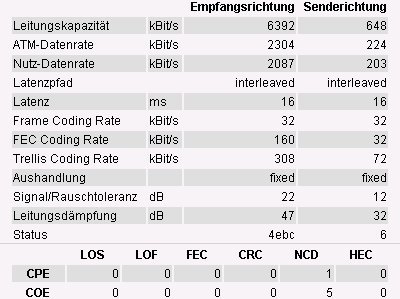 Empfangsrichtung Senderichtung
Leitungskapazität kBit/s 6392 648
ATM-Datenrate kBit/s 2304 224
Nutz-Datenrate kBit/s 2087 203
Latenzpfad interleaved interleaved
Latenz ms 16 16
Frame Coding Rate kBit/s 32 32
FEC Coding Rate kBit/s 160 32
Trellis Coding Rate kBit/s 308 72
Aushandlung fixed fixed
Signal/Rauschtoleranz dB 22 12
Leitungsdämpfung dB 47 32
Status 4ebc 6
LOS LOF FEC CRC NCD HEC
CPE 0 0 0 0 1 0
COE 0 0 0 0 5 0